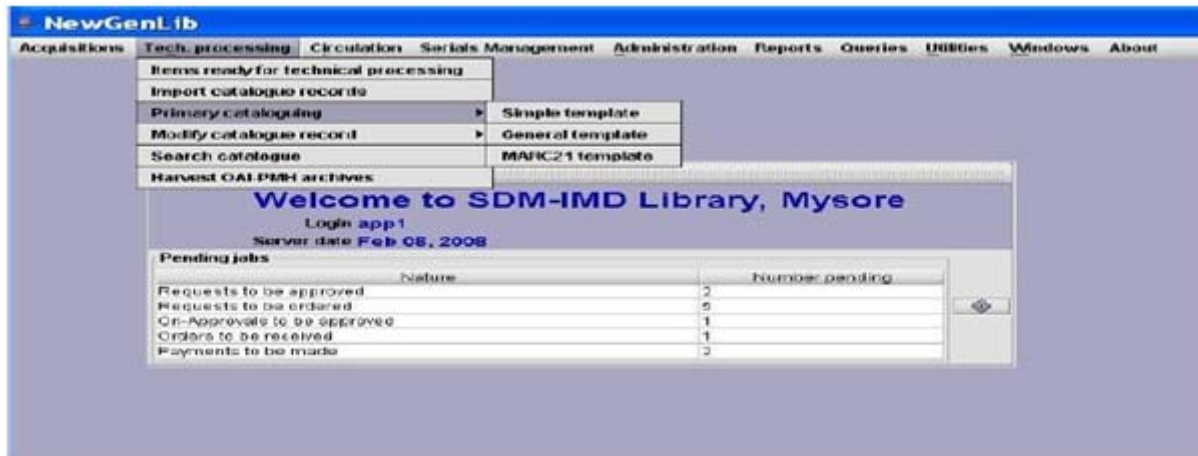 NewGenLib
Acquisitions Tech. processing Circulation Serials Management Administration Reports Queries Utilities Windows About
Items ready for technical processing
Import catalogue records
Primary cataloguing Simple template
Modify catalogue record General template
Search catalogue MARC21 template
Harvest OAI-PMH archives
Welcome to SDM-IMD Library, Mysore
Login app1
Server date Feb 08, 2008
Pending jobs
Nature Number pending
Requests to be approved 2
Requests to be ordered 5
On-Approvals to be approved 1
Orders to be received 1
Payments to be made